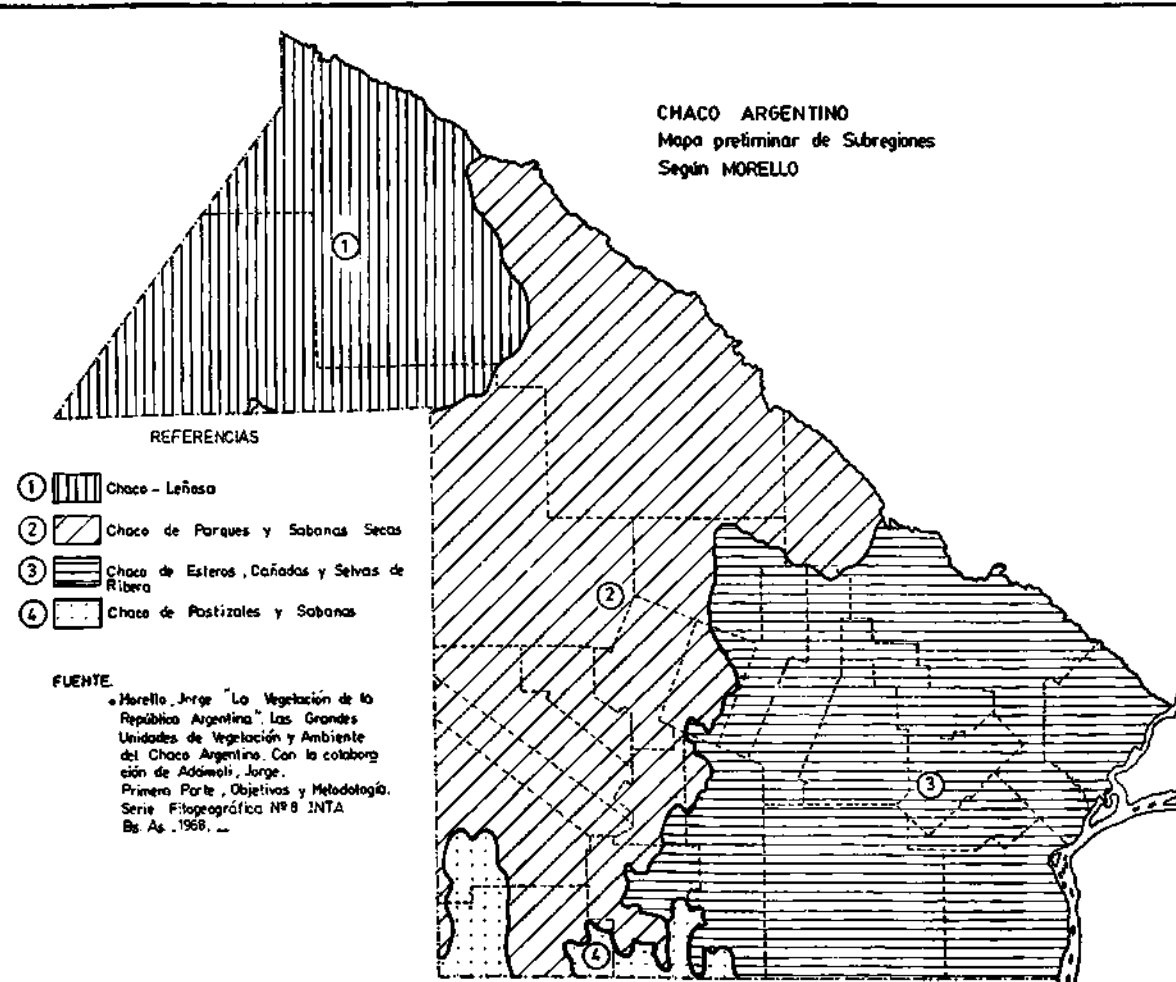 CHACO ARGENTINO
Mapa preliminar de Subregiones
Según MORELLO
1
REFERENCIAS
1 Chaco - Leñosa
2 Chaco de Parques y Sabanas Secas
3 Chaco de Esteros, Cañadas y Selvas de
Ribera
4 Chaco de Pastizales y Sabanas
2
FUENTE.
Morello, Jorge "La Vegetación de la
República Argentina". Las Grandes
Unidades de Vegetación y Ambiente
del Chaco Argentino. Con la colabora
ción de Adámoli, Jorge.
Primera Parte, Objetivos y Metodología.
Serie Fitogeográfica Nº 8 INTA
Bs. As. 1968.
3
4